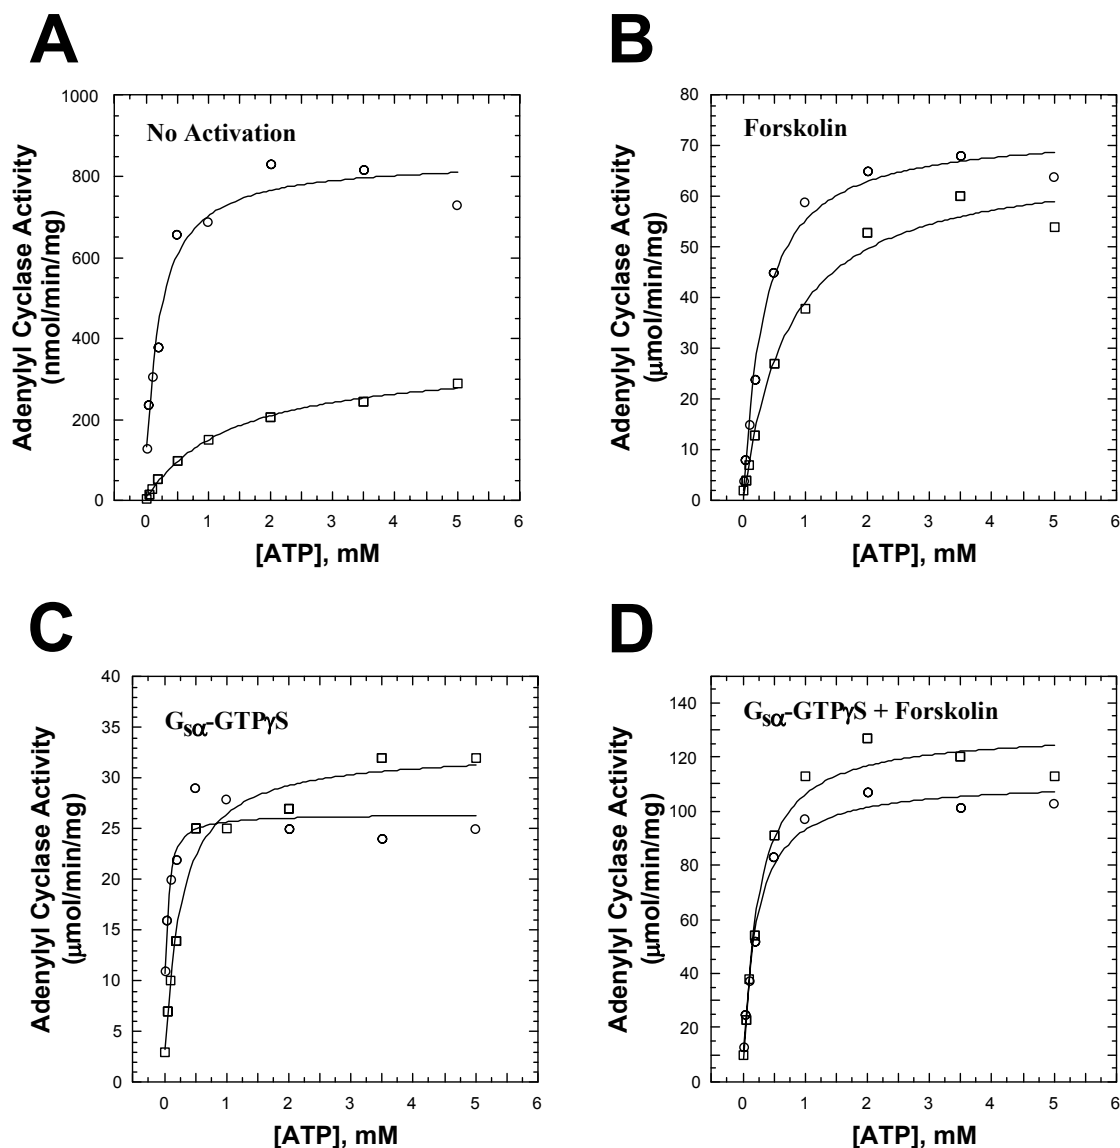 A
No Activation
1000
800
600
400
200
0
0 1 2 3 4 5 6
Adenylyl Cyclase Activity
(nmol/min/mg)
[ATP], mM
B
Forskolin
80
70
60
50
40
30
20
10
0
0 1 2 3 4 5 6
Adenylyl Cyclase Activity
(μmol/min/mg)
[ATP], mM
C
Gsα-GTPγS
40
35
30
25
20
15
10
5
0
0 1 2 3 4 5 6
Adenylyl Cyclase Activity
(μmol/min/mg)
[ATP], mM
D
Gsα-GTPγS + Forskolin
140
120
100
80
60
40
20
0
0 1 2 3 4 5 6
Adenylyl Cyclase Activity
(μmol/min/mg)
[ATP], mM